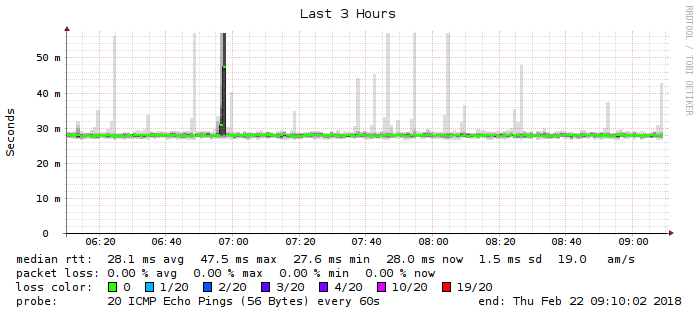 Last 3 Hours
RRDTOOL / TOBI OETIKER
Seconds
50 m
40 m
30 m
20 m
10 m
0
06:20 06:40 07:00 07:20 07:40 08:00 08:20 08:40 09:00
median rtt: 28.1 ms avg 47.5 ms max 27.6 ms min 28.0 ms now 1.5 ms sd 19.0 am/s
packet loss: 0.00 % avg 0.00 % max 0.00 % min 0.00 % now
loss color: 0 1/20 2/20 3/20 4/20 10/20 19/20
probe: 20 ICMP Echo Pings (56 Bytes) every 60s end: Thu Feb 22 09:10:02 2018